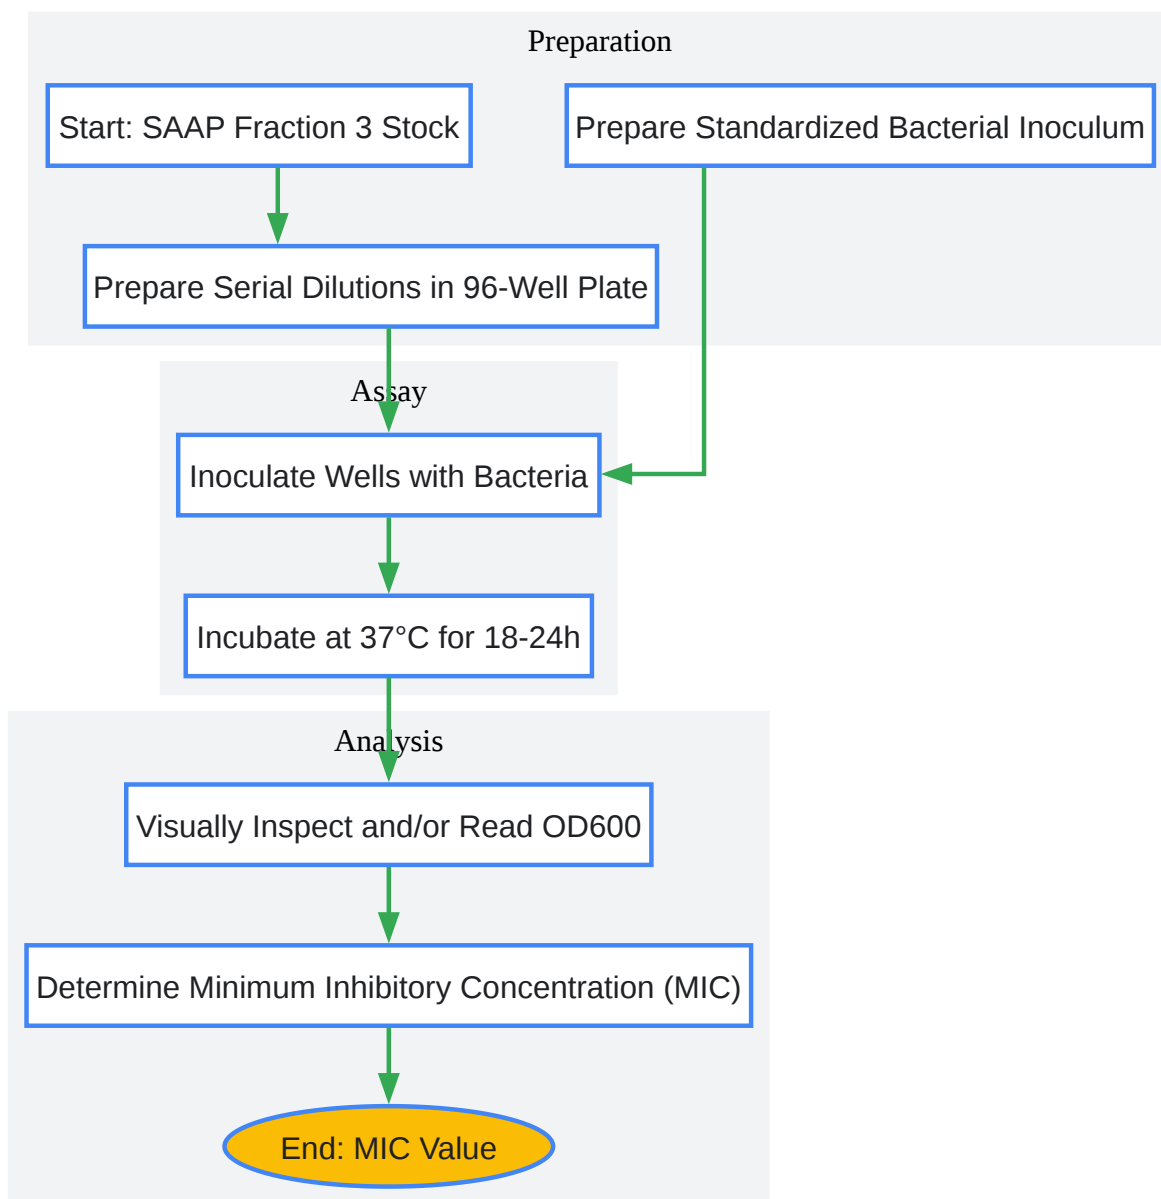 Preparation
Start: SAAP Fraction 3 Stock
Prepare Standardized Bacterial Inoculum
Prepare Serial Dilutions in 96-Well Plate
Assay
Inoculate Wells with Bacteria
Incubate at 37°C for 18-24h
Analysis
Visually Inspect and/or Read OD600
Determine Minimum Inhibitory Concentration (MIC)
End: MIC Value